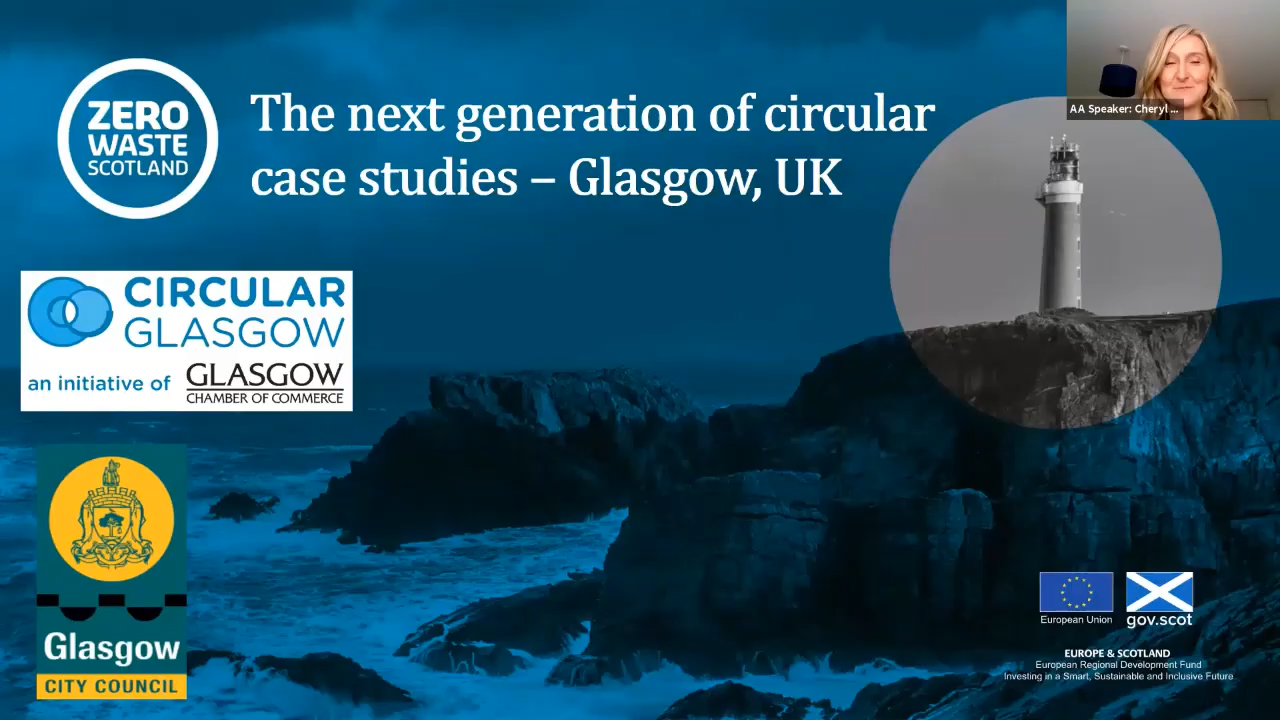 AA Speaker: Cheryl ...
ZERO
WASTE
SCOTLAND
The next generation of circular
case studies – Glasgow, UK
CIRCULAR
GLASGOW
an initiative of
GLASGOW
CHAMBER OF COMMERCE
Glasgow
CITY COUNCIL
European Union
gov.scot
EUROPE & SCOTLAND
European Regional Development Fund
Investing in a Smart, Sustainable and Inclusive Future